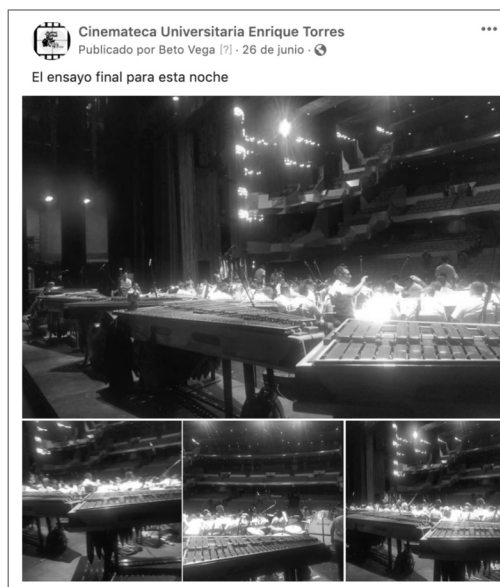 Cinemateca Universitaria Enrique Torres
Publicado por Beto Vega [?] · 26 de junio ·
El ensayo final para esta noche